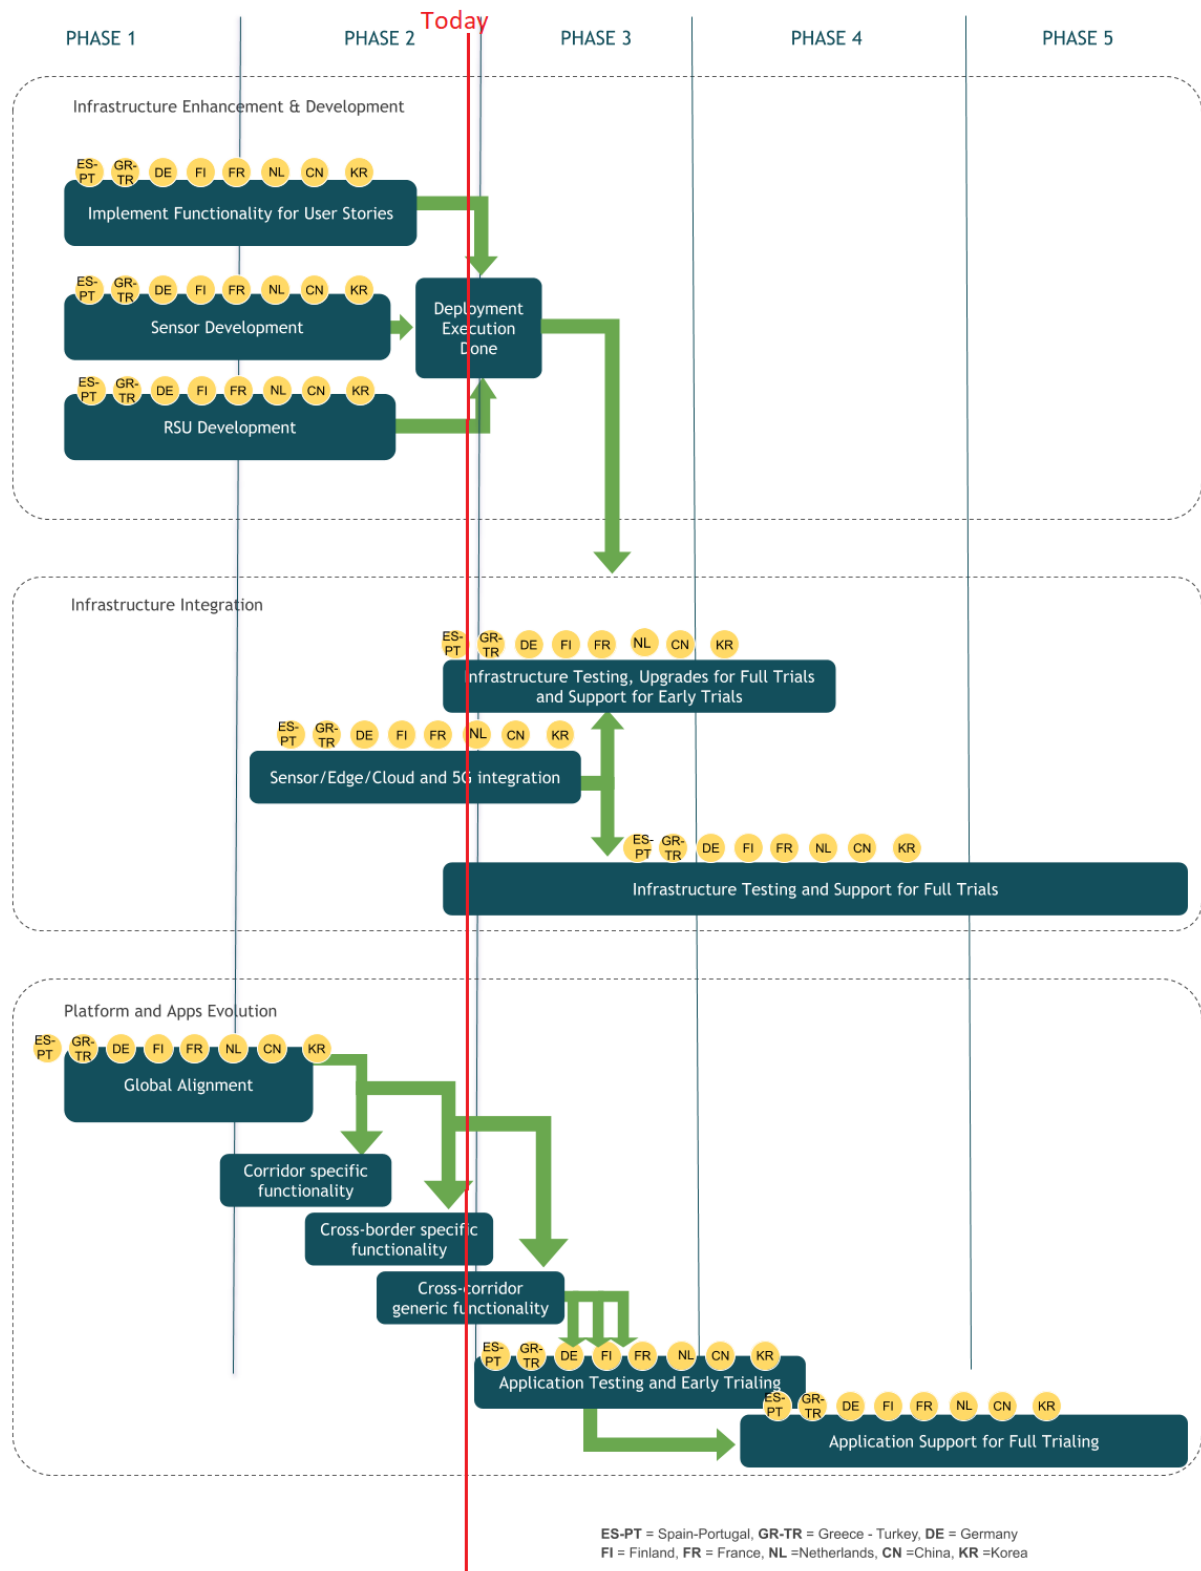 Today
PHASE 1
PHASE 2
PHASE 3
PHASE 4
PHASE 5
Infrastructure Enhancement & Development
ES-
PT
GR-
TR
DE
FI
FR
NL
CN
KR
Implement Functionality for User Stories
ES-
PT
GR-
TR
DE
FI
FR
NL
CN
KR
Sensor Development
Deployment
Execution
Done
ES-
PT
GR-
TR
DE
FI
FR
NL
CN
KR
RSU Development
Infrastructure Integration
ES-
PT
GR-
TR
DE
FI
FR
NL
CN
KR
Infrastructure Testing, Upgrades for Full Trials
and Support for Early Trials
ES-
PT
GR-
TR
DE
FI
FR
NL
CN
KR
Sensor/Edge/Cloud and 5G integration
ES-
PT
GR-
TR
DE
FI
FR
NL
CN
KR
Infrastructure Testing and Support for Full Trials
Platform and Apps Evolution
ES-
PT
GR-
TR
DE
FI
FR
NL
CN
KR
Global Alignment
Corridor specific
functionality
Cross-border specific
functionality
Cross-corridor
generic functionality
ES-
PT
GR-
TR
DE
FI
FR
NL
CN
KR
Application Testing and Early Trialing
ES-
PT
GR-
TR
DE
FI
FR
NL
CN
KR
Application Support for Full Trialing
ES-PT = Spain-Portugal, GR-TR = Greece - Turkey, DE = Germany
FI = Finland, FR = France, NL =Netherlands, CN =China, KR =Korea